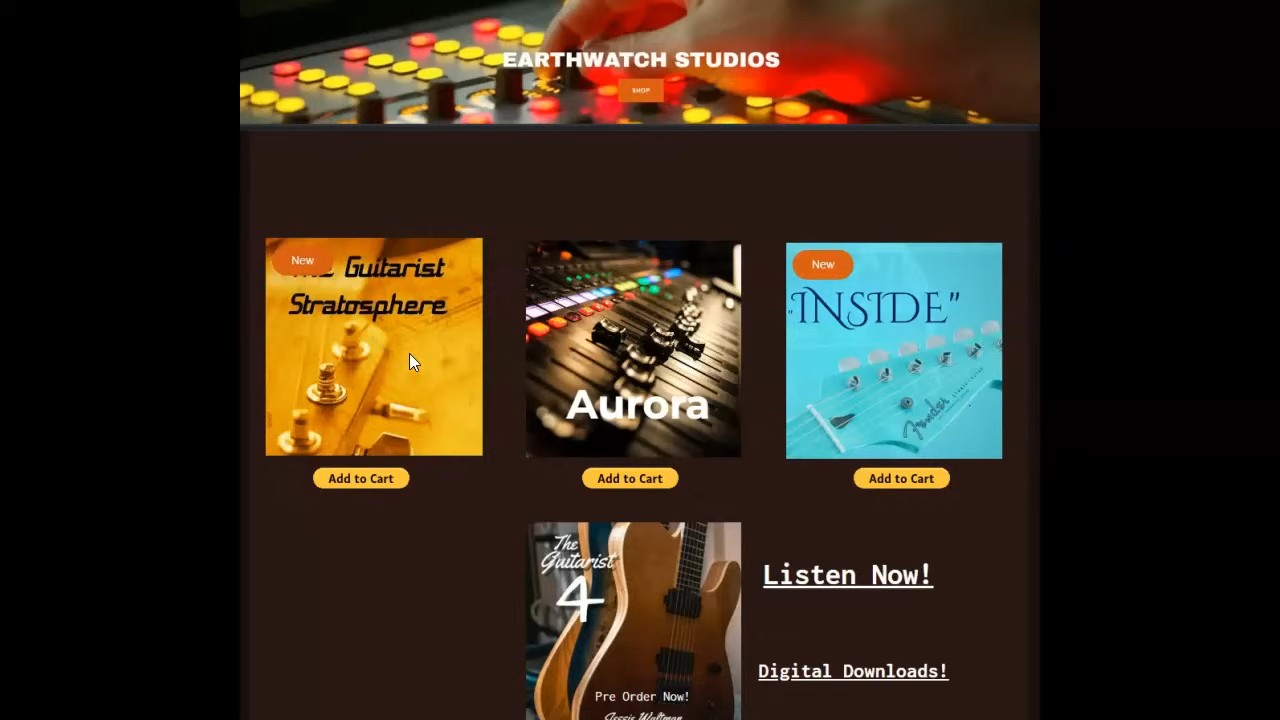 EARTHWATCH STUDIOS
SHOP
New
Guitarist
Stratosphere
Aurora
New
"INSIDE"
Fender
Add to Cart
Add to Cart
Add to Cart
The
Guitarist
4
Pre Order Now!
Listen Now!
Digital Downloads!